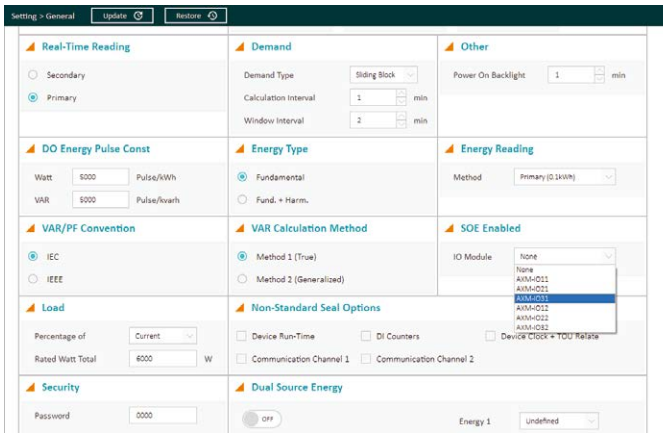 Setting > General Update Restore
Real-Time Reading
Secondary
Primary
Demand
Demand Type Sliding Block
Calculation Interval 1 min
Window Interval 2 min
Other
Power On Backlight 1 min
DO Energy Pulse Const
Watt 5000 Pulse/kWh
VAR 5000 Pulse/kvarh
Energy Type
Fundamental
Fund. + Harm.
Energy Reading
Method Primary (0.1kWh)
VAR/PF Convention
IEC
IEEE
VAR Calculation Method
Method 1 (True)
Method 2 (Generalized)
SOE Enabled
IO Module None
None
AXM-IO11
AXM-IO21
AXM-IO31
AXM-IO12
AXM-IO22
AXM-IO32
Load
Percentage of Current
Rated Watt Total 6000 W
Non-Standard Seal Options
Device Run-Time DI Counters Device Clock + TOU Relate
Communication Channel 1 Communication Channel 2
Security
Password 0000
Dual Source Energy
OFF Energy 1 Undefined